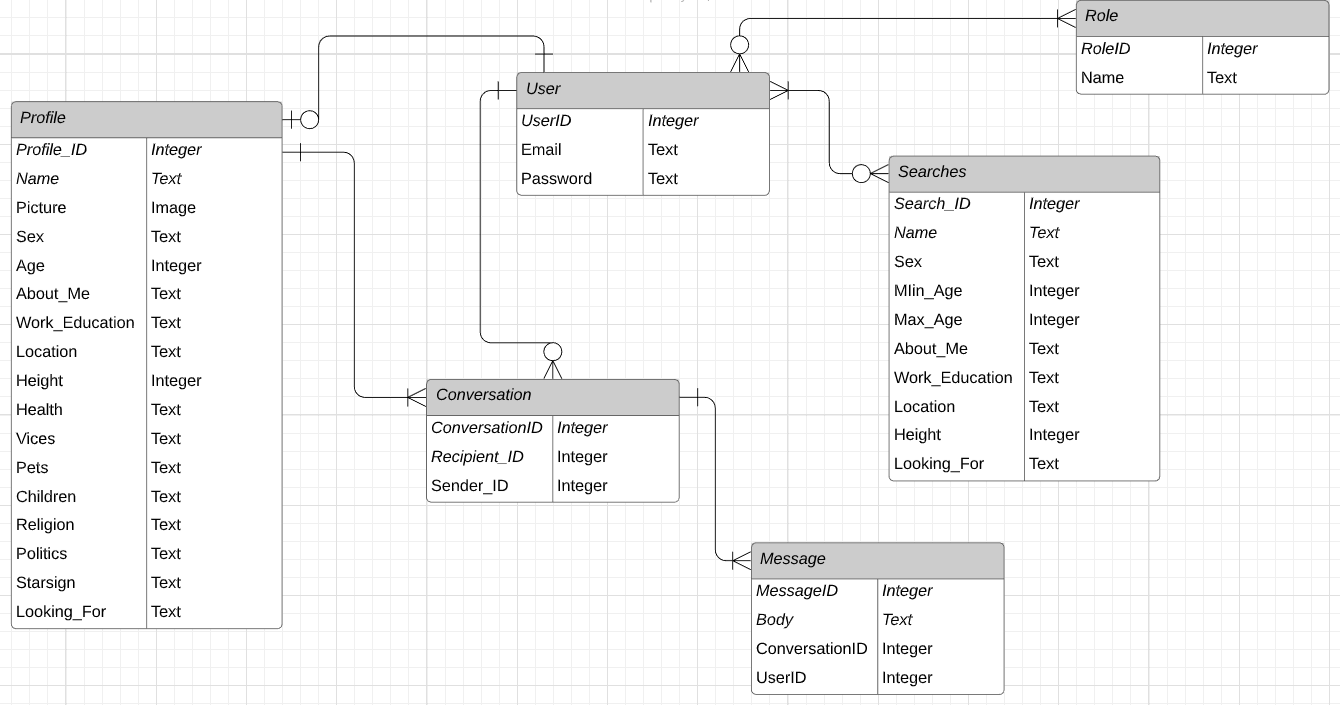 Role
RoleID Integer
Name Text
User
UserID Integer
Email Text
Password Text
Profile
Profile_ID Integer
Name Text
Picture Image
Sex Text
Age Integer
About_Me Text
Work_Education Text
Location Text
Height Integer
Health Text
Vices Text
Pets Text
Children Text
Religion Text
Politics Text
Starsign Text
Looking_For Text
Searches
Search_ID Integer
Name Text
Sex Text
MIin_Age Integer
Max_Age Integer
About_Me Text
Work_Education Text
Location Text
Height Integer
Looking_For Text
Conversation
ConversationID Integer
Recipient_ID Integer
Sender_ID Integer
Message
MessageID Integer
Body Text
ConversationID Integer
UserID Integer